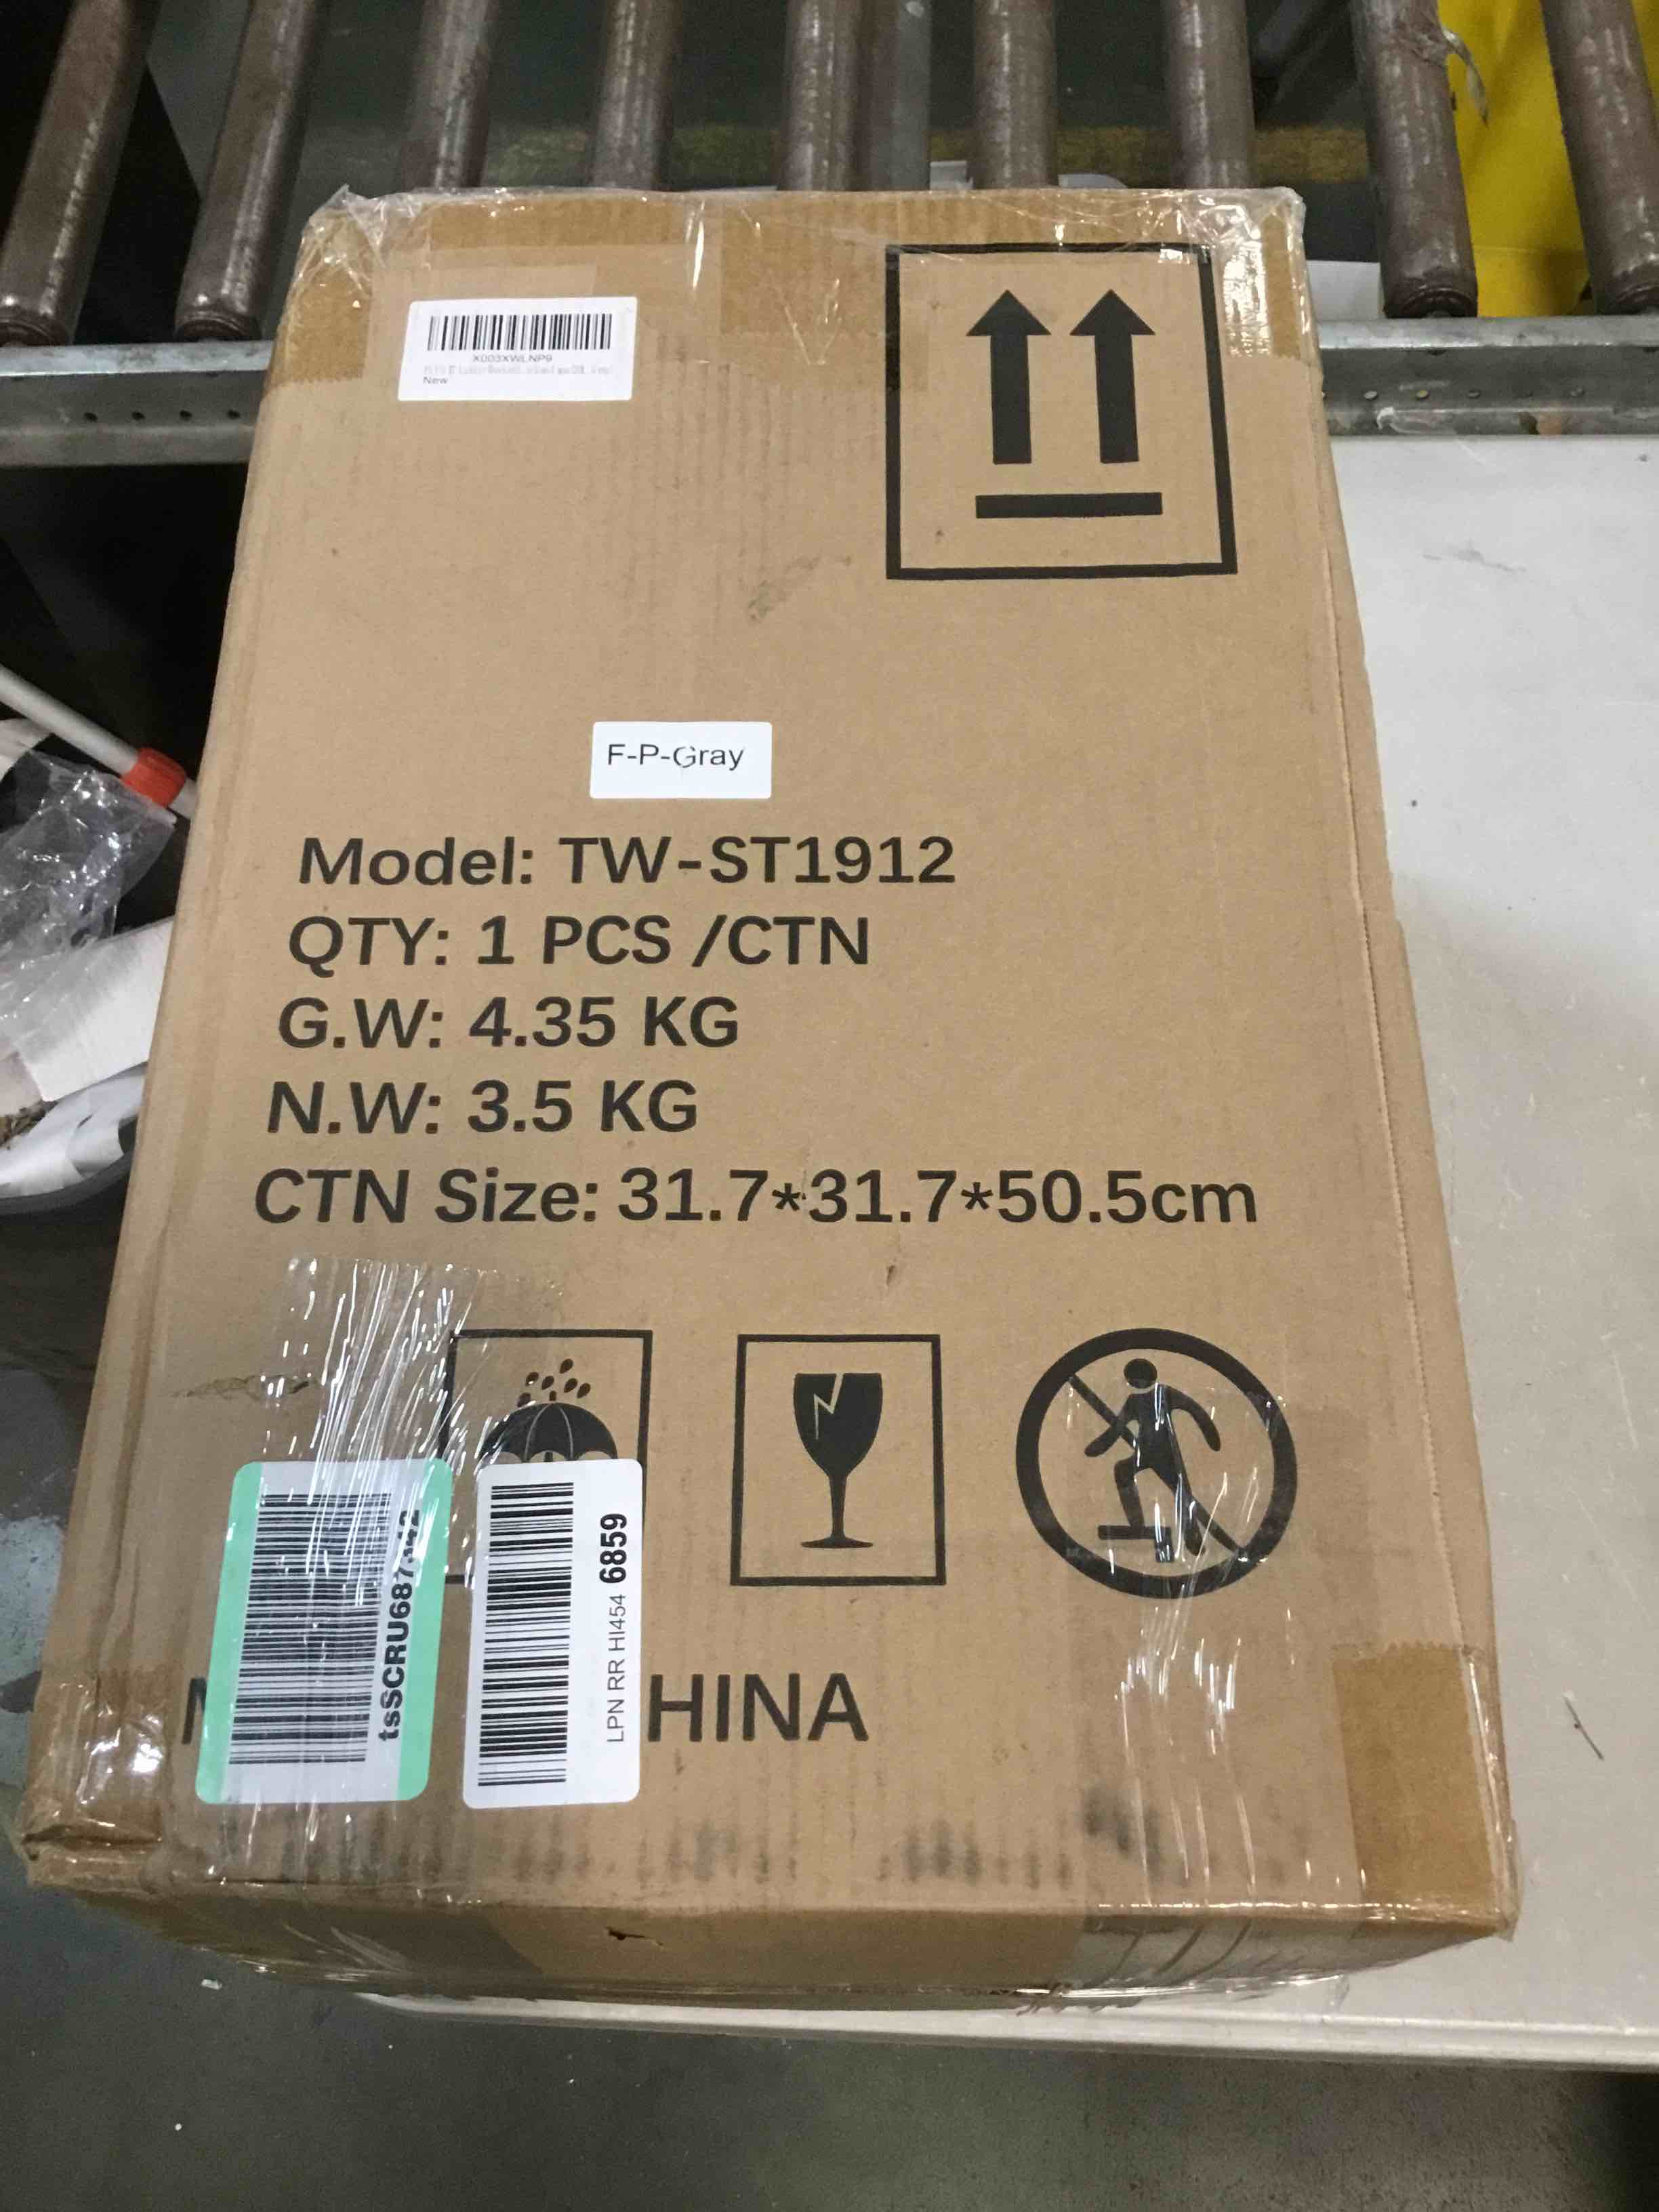 X003XWLNP9
New
F-P-Gray
Model: TW-ST1912
QTY: 1 PCS /CTN
G.W: 4.35 KG
N.W: 3.5 KG
CTN Size: 31.7*31.7*50.5cm
LPN RR HI454 6859
HINA